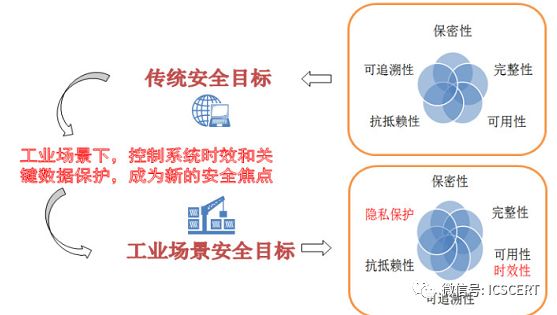 保密性
可追溯性
完整性
抗抵赖性
可用性
传统安全目标
工业场景下，控制系统时效和关
键数据保护，成为新的安全焦点
工业场景安全目标
保密性
隐私保护
完整性
抗抵赖性
可用性
时效性
可追溯性
微信号: ICSCERT